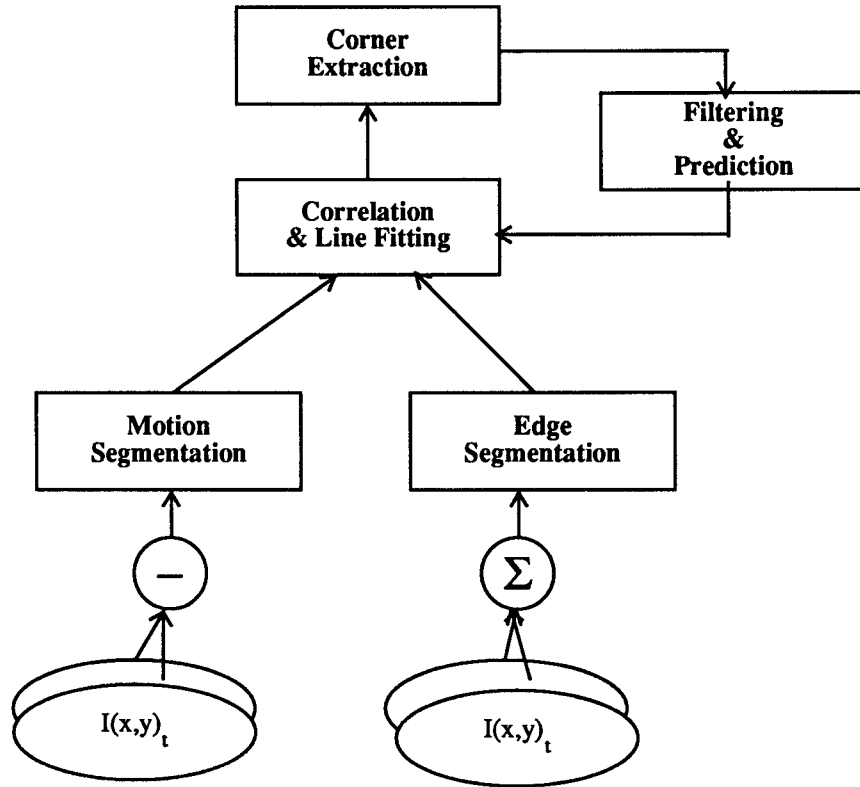 Corner
Extraction
Filtering
&
Prediction
Correlation
& Line Fitting
Motion
Segmentation
Edge
Segmentation
−
Σ
I(x,y)t
I(x,y)t